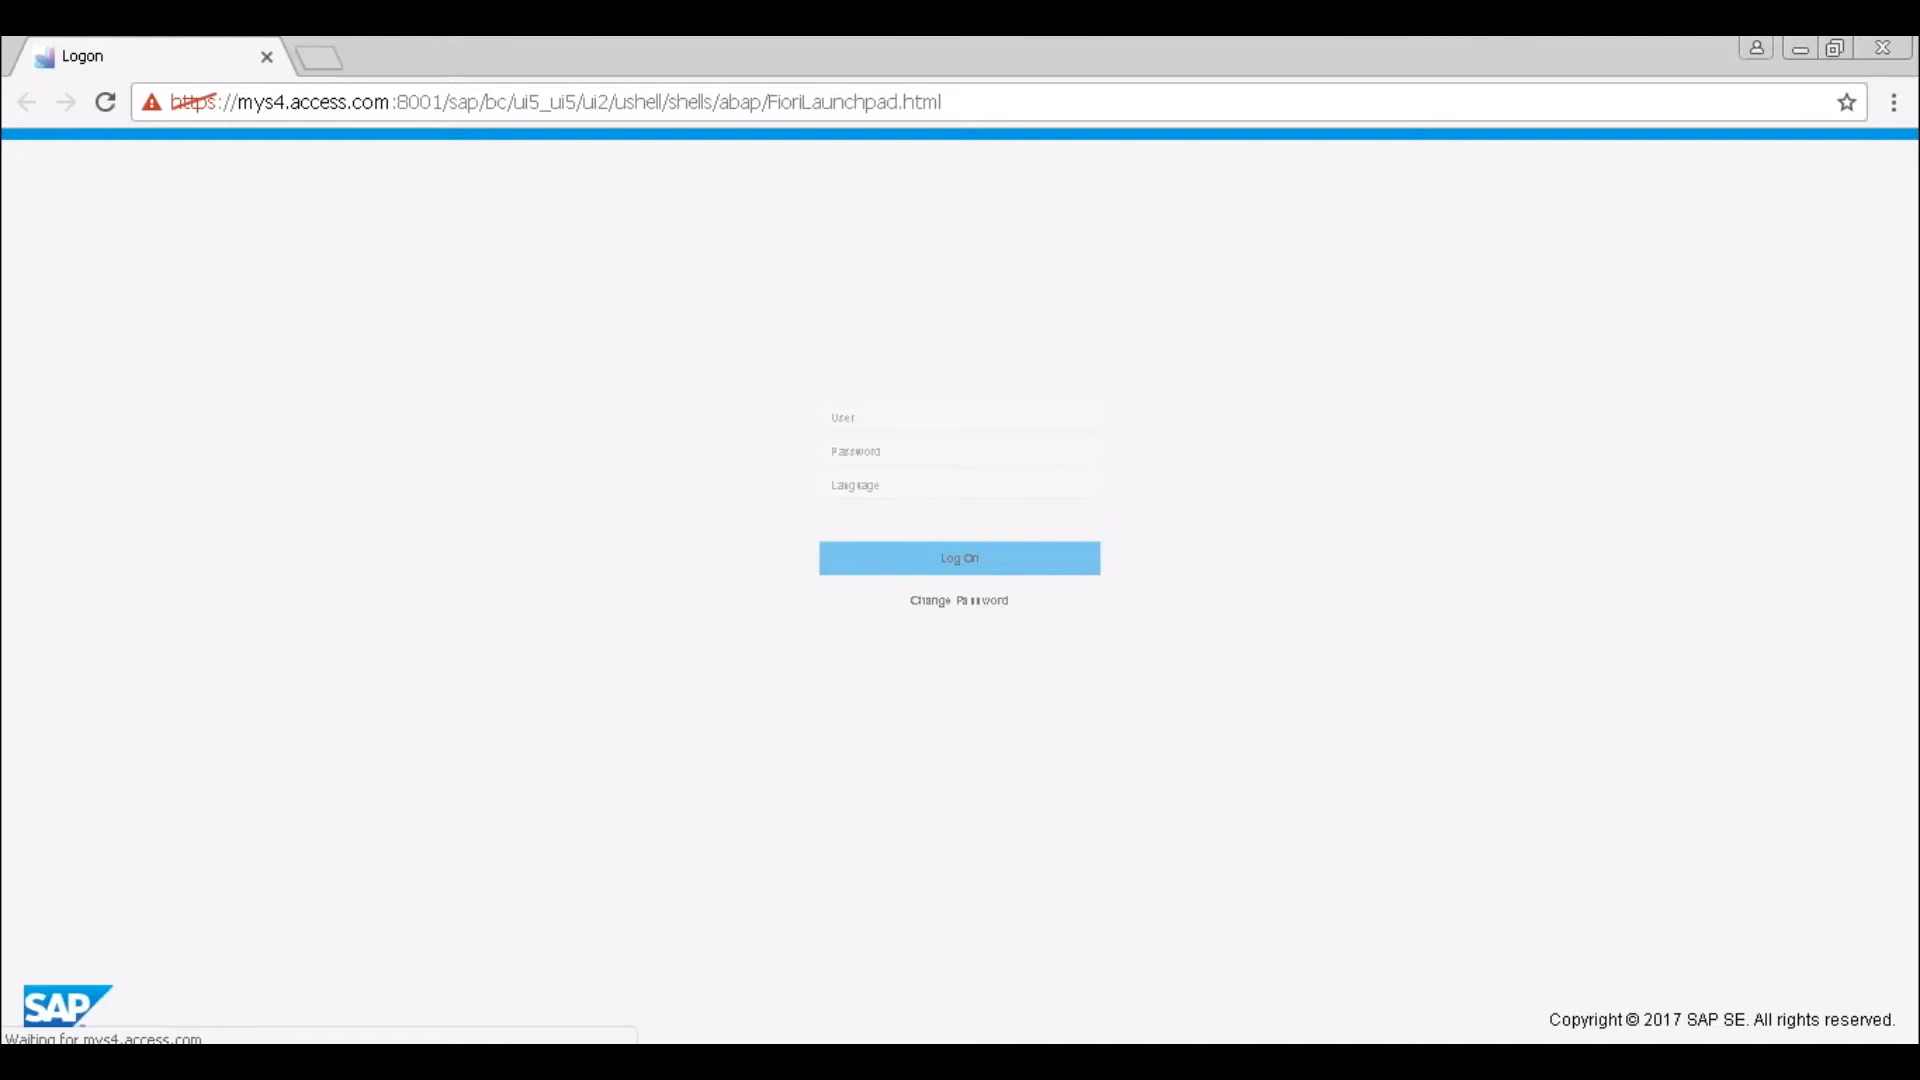 Logon
https://mys4.access.com:8001/sap/bc/ui5_ui5/ui2/ushell/shells/abap/FioriLaunchpad.html
User
Password
Language
Log On
Change Password
SAP
Copyright © 2017 SAP SE. All rights reserved.
Waiting for mys4.access.com